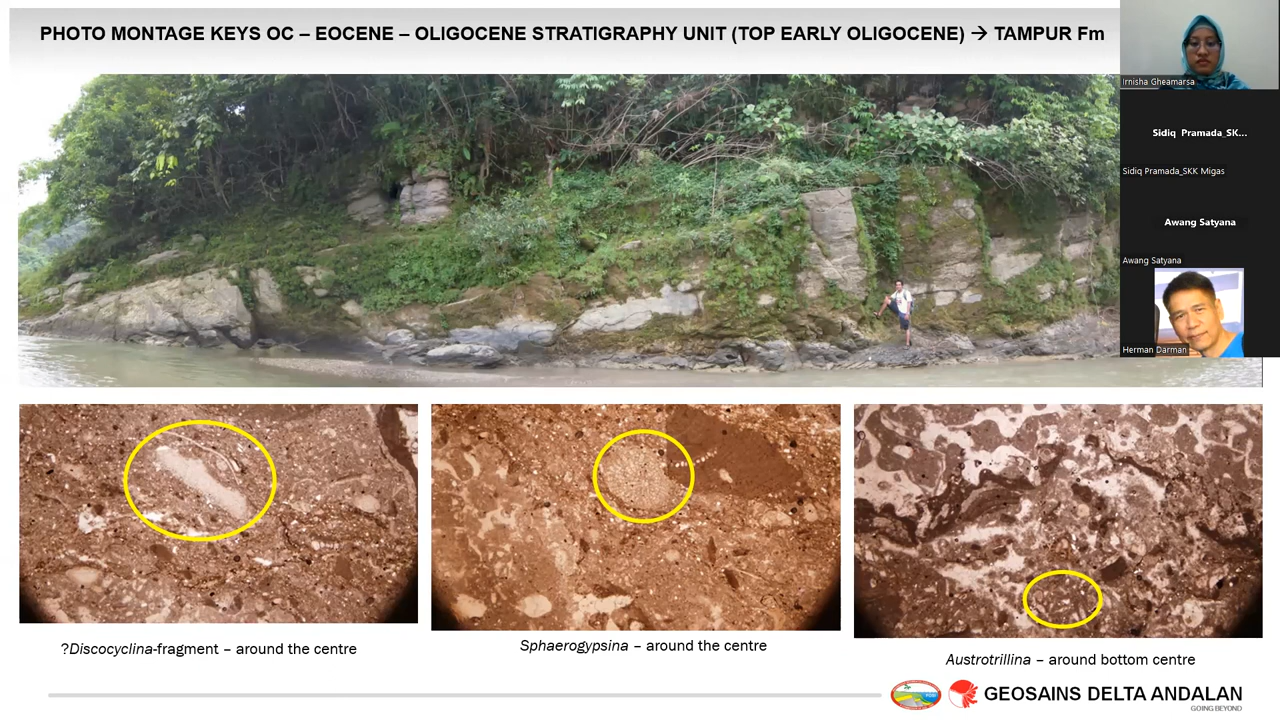 PHOTO MONTAGE KEYS OC – EOCENE – OLIGOCENE STRATIGRAPHY UNIT (TOP EARLY OLIGOCENE) → TAMPUR Fm
Irnisha Gheamarsa
Sidiq Pramada_SK...
Sidiq Pramada_SKK Migas
Awang Satyana
Awang Satyana
Herman Darman
?Discocyclina-fragment – around the centre
Sphaerogypsina – around the centre
Austrotrillina – around bottom centre
GEOSAINS DELTA ANDALAN
GOING BEYOND